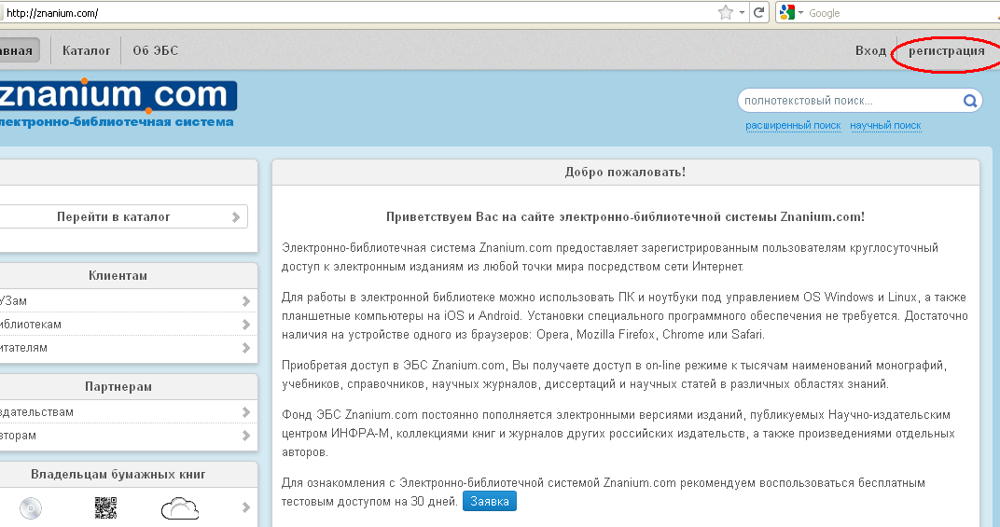 http://znanium.com/
Google
авная Каталог Об ЭБС Вход регистрация
znanium.com
лектронно-библиотечная система
полнотекстовый поиск...
расширенный поиск научный поиск
Перейти в каталог
Клиентам
УЗам
иблиотекам
итателям
Партнерам
здательствам
вторам
Владельцам бумажных книг
Добро пожаловать!
Приветствуем Вас на сайте электронно-библиотечной системы Znanium.com!
Электронно-библиотечная система Znanium.com предоставляет зарегистрированным пользователям круглосуточный
доступ к электронным изданиям из любой точки мира посредством сети Интернет.
Для работы в электронной библиотеке можно использовать ПК и ноутбуки под управлением OS Windows и Linux, а также
планшетные компьютеры на iOS и Android. Установки специального программного обеспечения не требуется. Достаточно
наличия на устройстве одного из браузеров: Opera, Mozilla Firefox, Chrome или Safari.
Приобретая доступ в ЭБС Znanium.com, Вы получаете доступ в on-line режиме к тысячам наименований монографий,
учебников, справочников, научных журналов, диссертаций и научных статей в различных областях знаний.
Фонд ЭБС Znanium.com постоянно пополняется электронными версиями изданий, публикуемых Научно-издательским
центром ИНФРА-М, коллекциями книг и журналов других российских издательств, а также произведениями отдельных
авторов.
Для ознакомления с Электронно-библиотечной системой Znanium.com рекомендуем воспользоваться бесплатным
тестовым доступом на 30 дней. Заявка